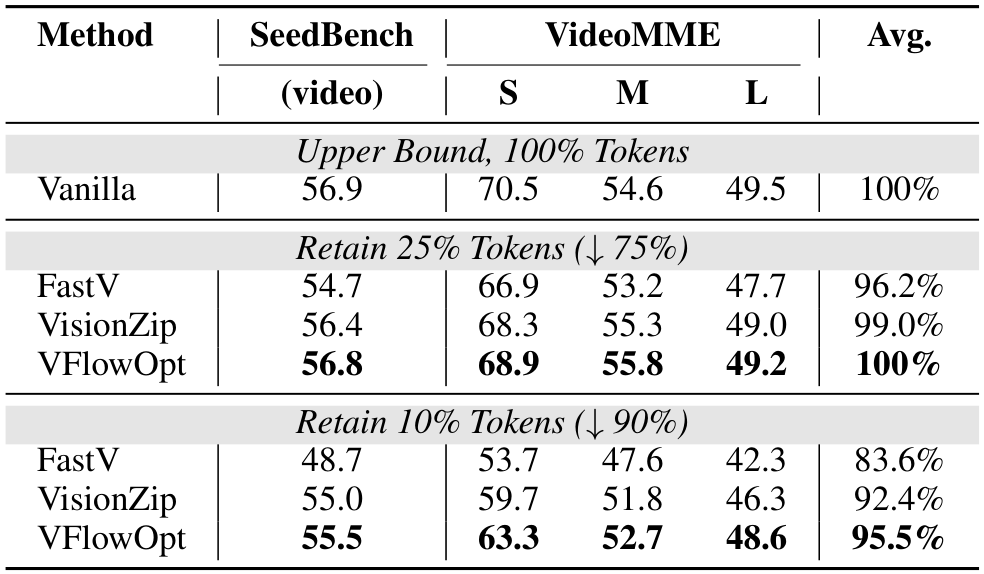 Method SeedBench VideoMME Avg.
(video) S M L
Upper Bound, 100% Tokens
Vanilla 56.9 70.5 54.6 49.5 100%
Retain 25% Tokens (↓ 75%)
FastV 54.7 66.9 53.2 47.7 96.2%
VisionZip 56.4 68.3 55.3 49.0 99.0%
VFlowOpt 56.8 68.9 55.8 49.2 100%
Retain 10% Tokens (↓ 90%)
FastV 48.7 53.7 47.6 42.3 83.6%
VisionZip 55.0 59.7 51.8 46.3 92.4%
VFlowOpt 55.5 63.3 52.7 48.6 95.5%